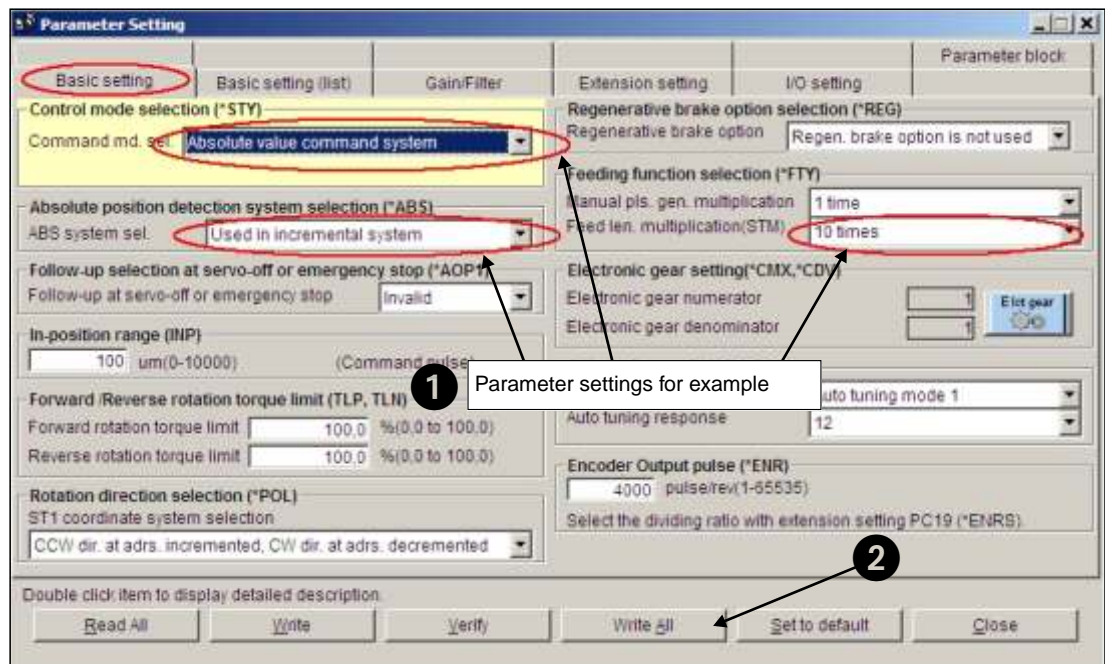 Parameter Setting
Parameter block
Basic setting
Basic setting (list)
Gain/Filter
Extension setting
I/O setting
Control mode selection (*STY)
Command md. sel.
Absolute value command system
Absolute position detection system selection (*ABS)
ABS system sel.
Used in incremental system
Follow-up selection at servo-off or emergency stop (*AOP1)
Follow-up at servo-off or emergency stop
Invalid
In-position range (INP)
100 um(0-10000)
(Command pulse)
Forward /Reverse rotation torque limit (TLP, TLN)
Forward rotation torque limit 100.0 %(0.0 to 100.0)
Reverse rotation torque limit 100.0 %(0.0 to 100.0)
Rotation direction selection (*POL)
ST1 coordinate system selection
CCW dir. at adrs. incremented, CW dir. at adrs. decremented
Regenerative brake option selection (*REG)
Regenerative brake option
Regen. brake option is not used
Feeding function selection (*FTY)
Manual pls. gen. multiplication 1 time
Feed len. multiplication(STM) 10 times
Electronic gear setting(*CMX,*CDV)
Electronic gear numerator 1
Electronic gear denominator 1
Elct gear
1
Parameter settings for example
tuning mode 1
Auto tuning response 12
Encoder Output pulse (*ENR)
4000 pulse/rev(1-65535)
Select the dividing ratio with extension setting PC19 (*ENRS).
2
Double click item to display detailed description.
Read All
Write
Verify
Write All
Set to default
Close